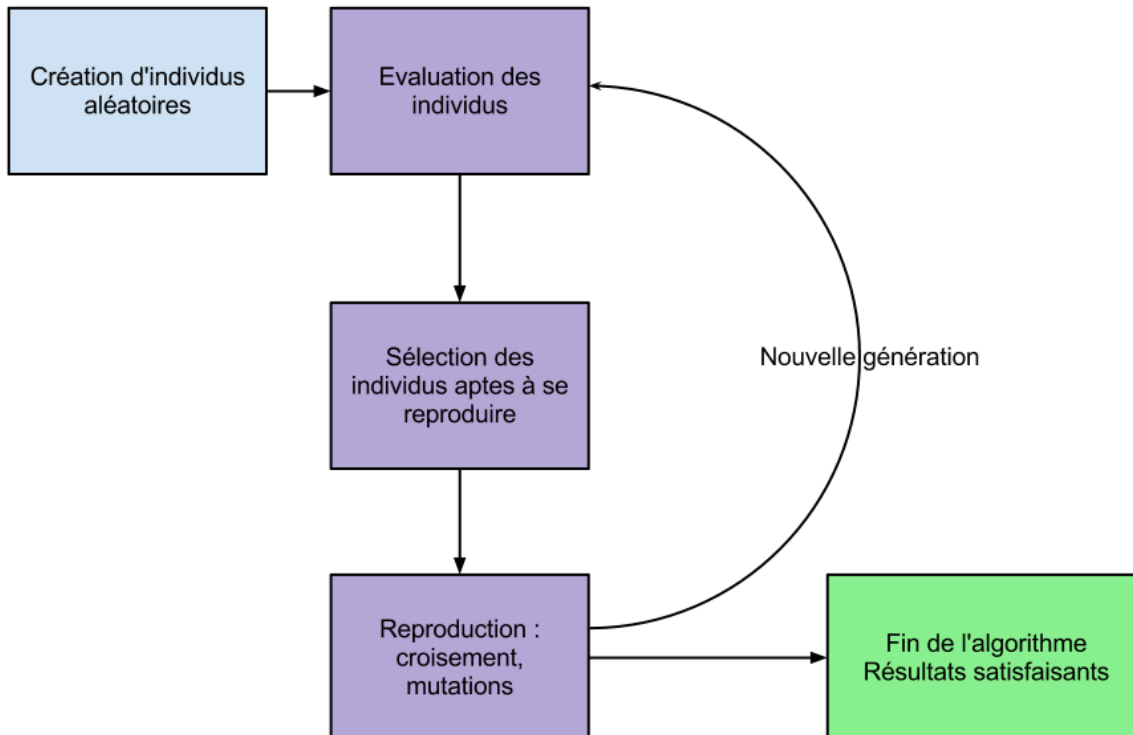 Création d'individus
aléatoires
Evaluation des
individus
Sélection des
individus aptes à se
reproduire
Nouvelle génération
Reproduction :
croisement,
mutations
Fin de l'algorithme
Résultats satisfaisants